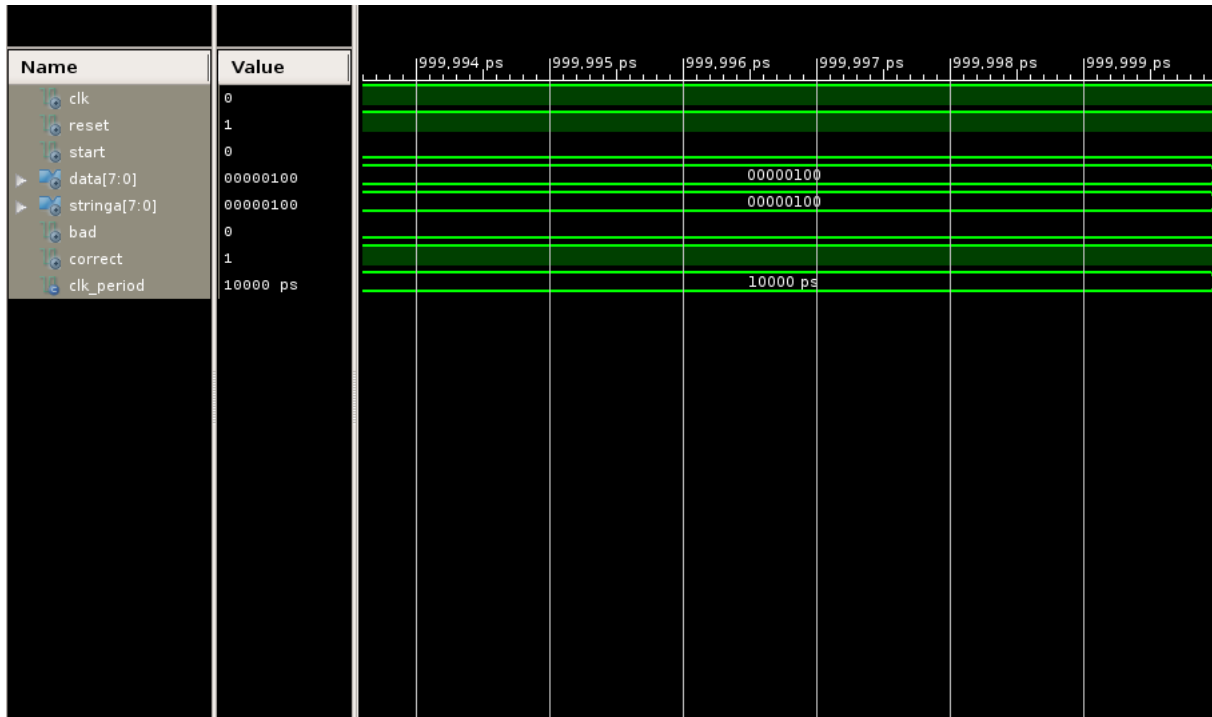 |999,994 ps |999,995 ps |999,996 ps |999,997 ps |999,998 ps |999,999 ps
Name Value
clk 0
reset 1
start 0
data[7:0] 00000100 00000100
stringa[7:0] 00000100 00000100
bad 0
correct 1
clk_period 10000 ps 10000 ps